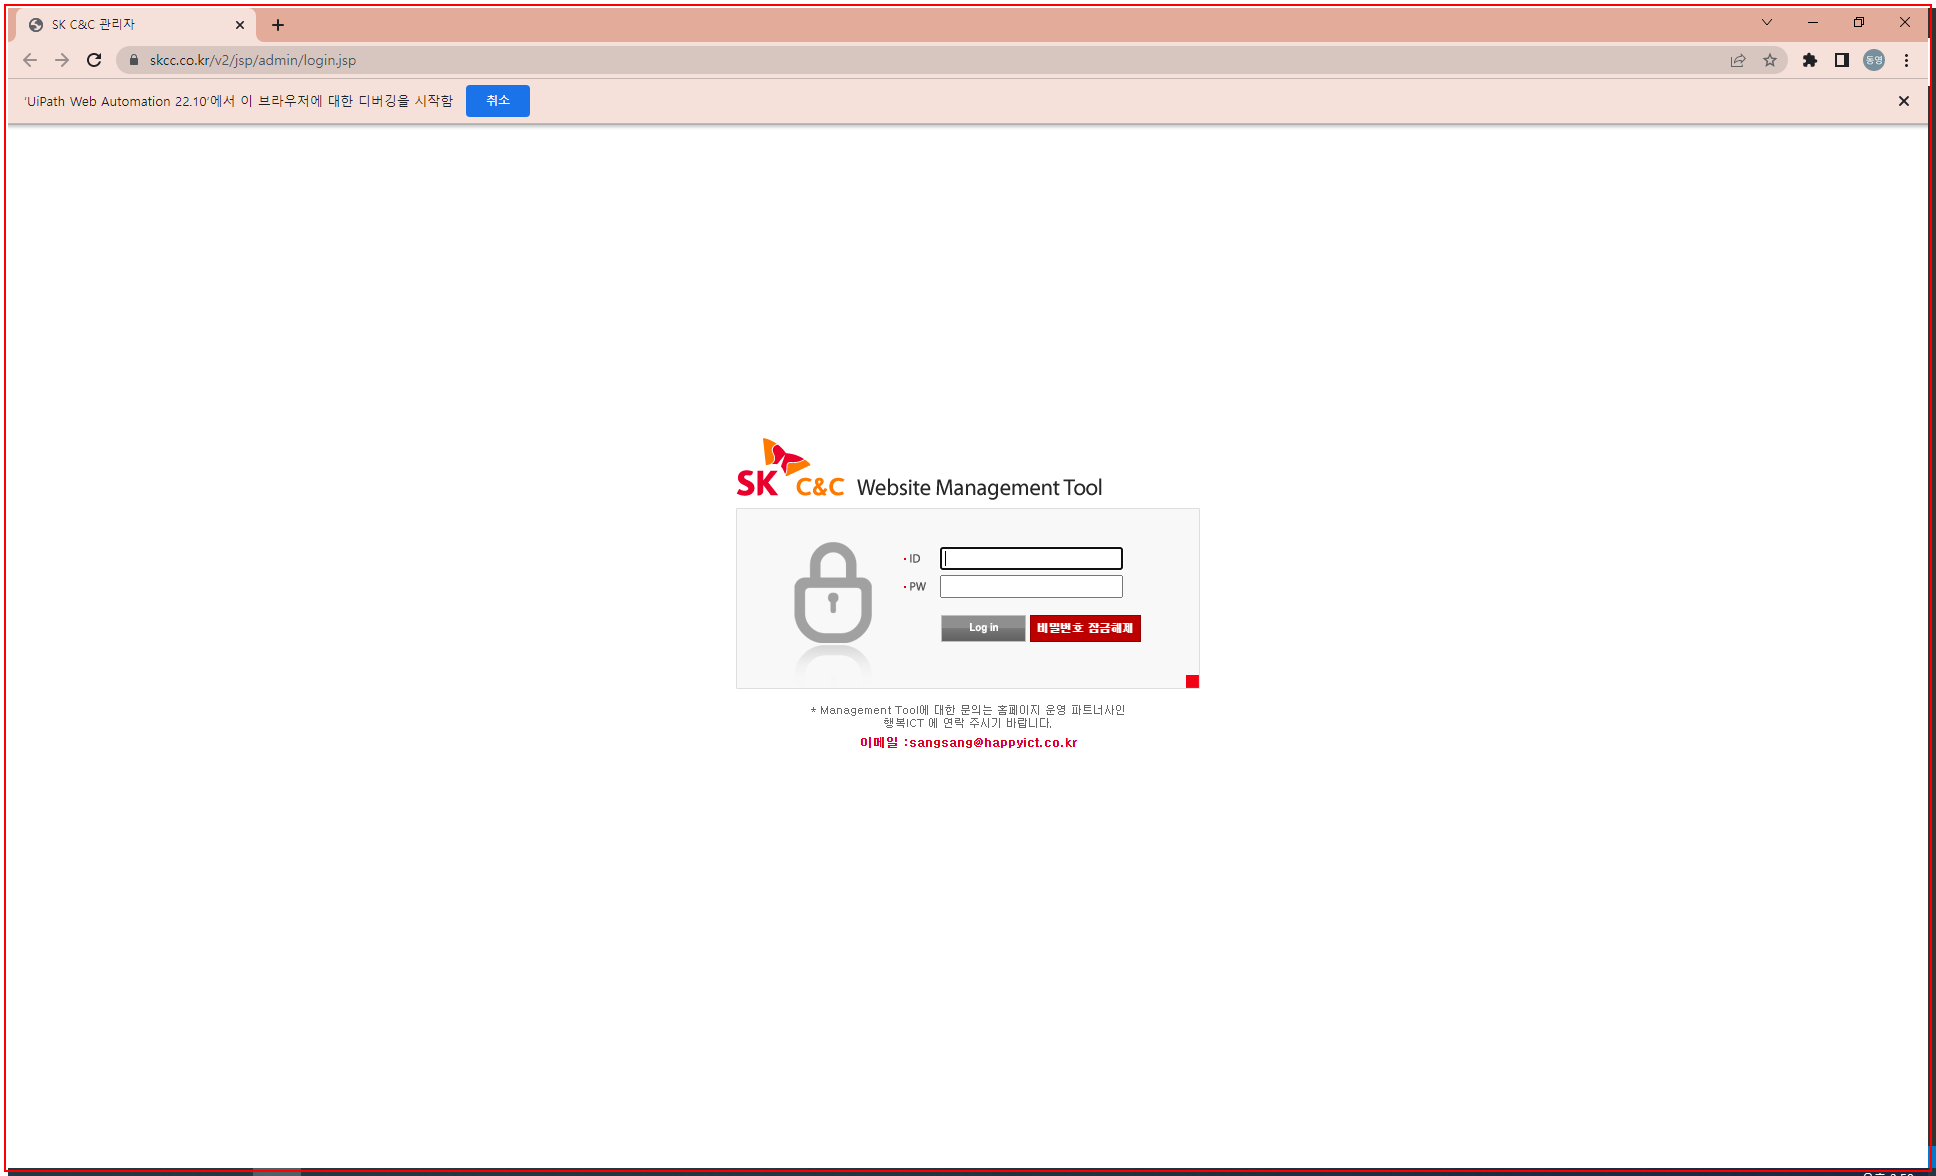 SK C&C 관리자
skcc.co.kr/v2/jsp/admin/login.jsp
동영
'UiPath Web Automation 22.10'에서 이 브라우저에 대한 디버깅을 시작함
취소
SK C&C Website Management Tool
· ID
· PW
Log in
비밀번호 잠금해제
* Management Tool에 대한 문의는 홈페이지 운영 파트너사인
행복ICT 에 연락 주시기 바랍니다.
이메일 :sangsang@happyict.co.kr